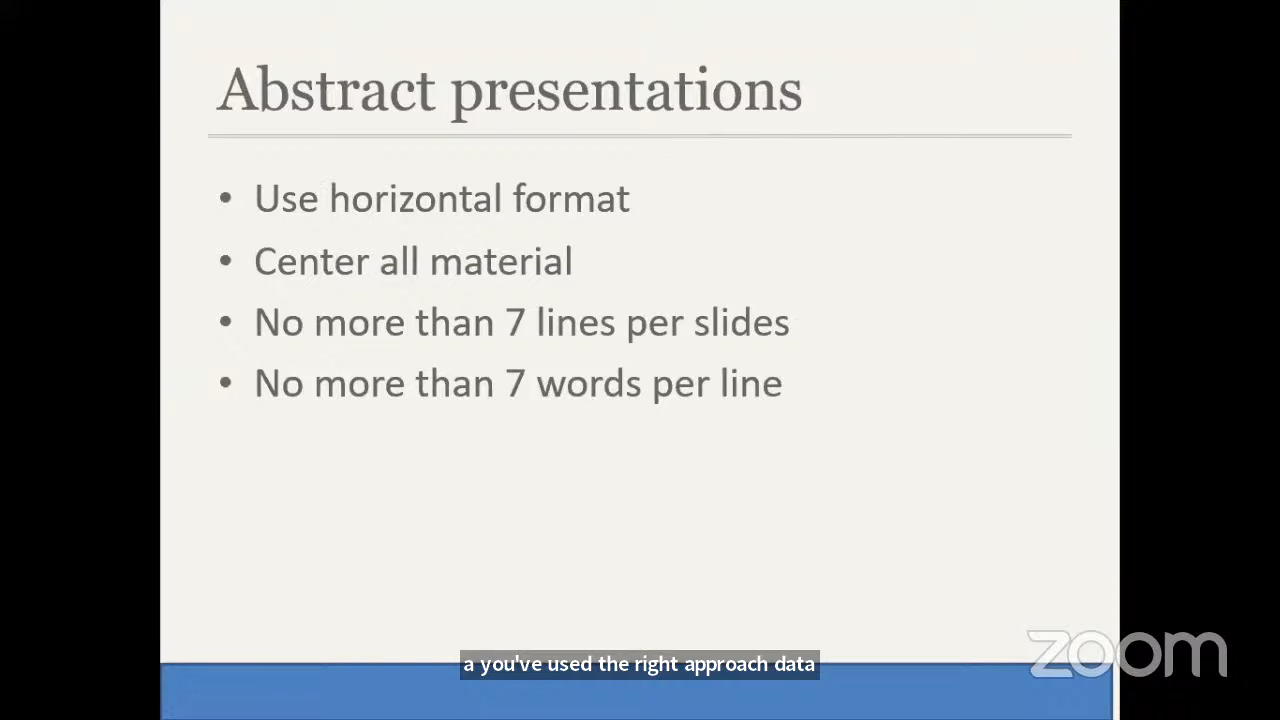 Abstract presentations
• Use horizontal format
• Center all material
• No more than 7 lines per slides
• No more than 7 words per line
zoom
a you've used the right approach data